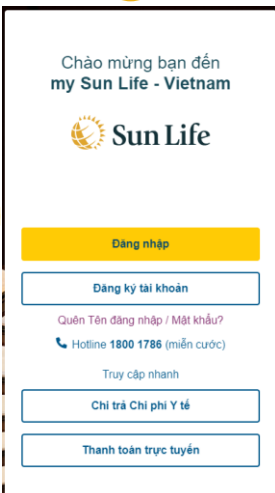 Chào mừng bạn đến
my Sun Life - Vietnam
Sun Life
Đăng nhập
Đăng ký tài khoản
Quên Tên đăng nhập / Mật khẩu?
Hotline 1800 1786 (miễn cước)
Truy cập nhanh
Chi trả Chi phí Y tế
Thanh toán trực tuyến